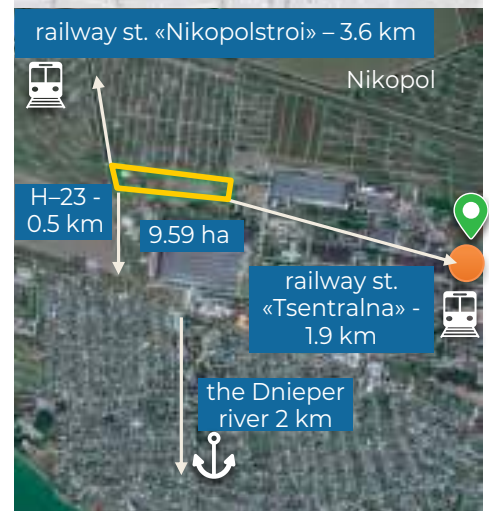 railway st. «Nikopolstroi» – 3.6 km
Nikopol
H–23 -
0.5 km
9.59 ha
railway st.
«Tsentralna» -
1.9 km
the Dnieper
river 2 km